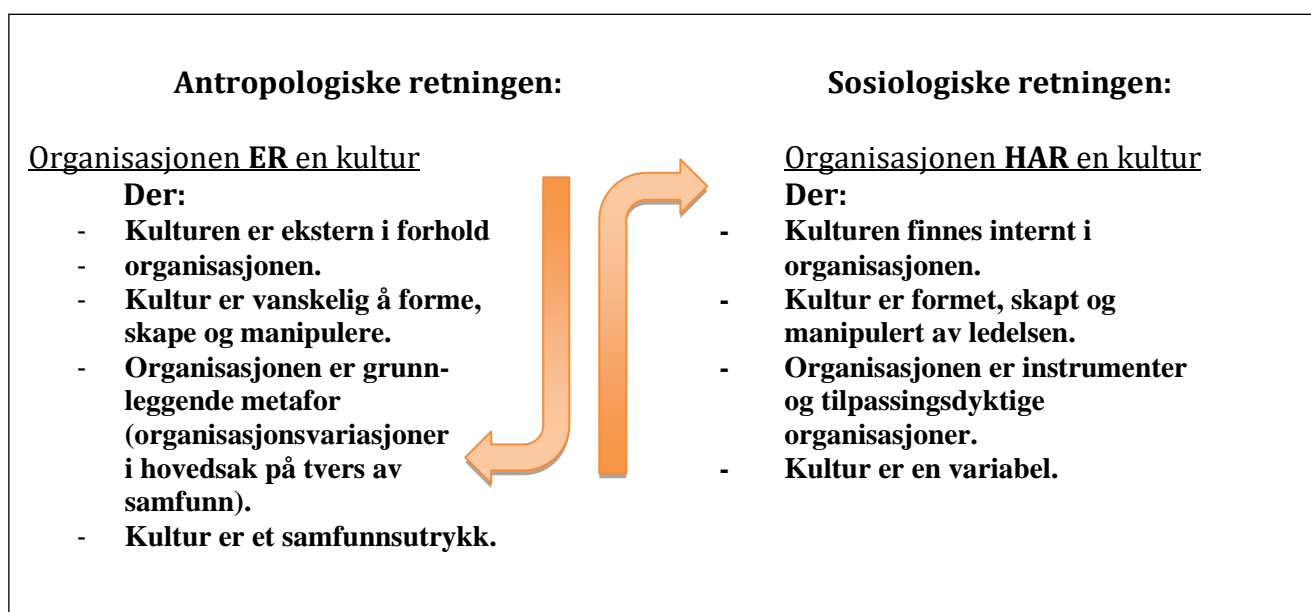 Antropologiske retningen:
Organisasjonen ER en kultur
Der:
- Kulturen er ekstern i forhold
- organisasjonen.
- Kultur er vanskelig å forme,
skape og manipulere.
- Organisasjonen er grunn-
leggende metafor
(organisasjonsvariasjoner
i hovedsak på tvers av
samfunn).
- Kultur er et samfunnsutrykk.
Sosiologiske retningen:
Organisasjonen HAR en kultur
Der:
- Kulturen finnes internt i
organisasjonen.
- Kultur er formet, skapt og
manipulert av ledelsen.
- Organisasjonen er instrumenter
og tilpassingsdyktige
organisasjoner.
- Kultur er en variabel.